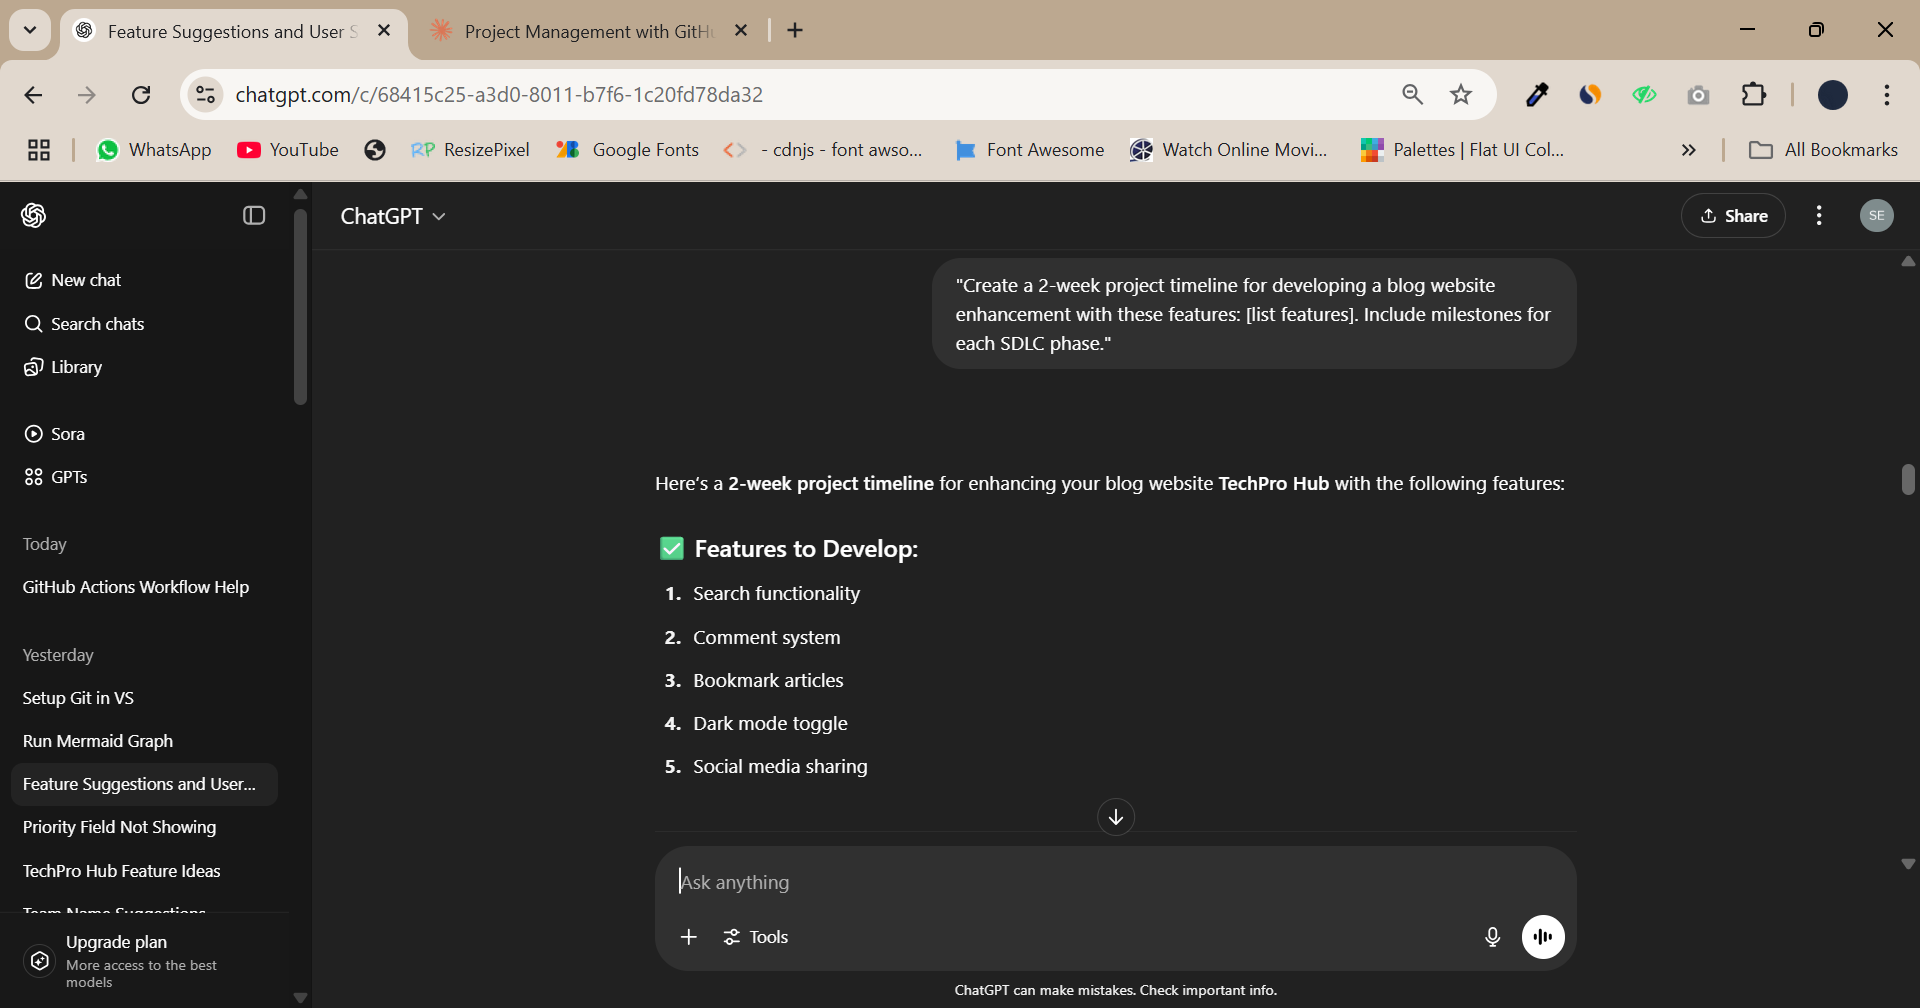 Feature Suggestions and User S
Project Management with GitHu
chatgpt.com/c/68415c25-a3d0-8011-b7f6-1c20fd78da32
WhatsApp
YouTube
RP ResizePixel
Google Fonts
- cdnjs - font awso...
Font Awesome
Watch Online Movi...
Palettes | Flat UI Col...
All Bookmarks
ChatGPT
Share
SE
New chat
Search chats
Library
Sora
GPTs
Today
GitHub Actions Workflow Help
Yesterday
Setup Git in VS
Run Mermaid Graph
Feature Suggestions and User...
Priority Field Not Showing
TechPro Hub Feature Ideas
Team Name Suggestions
Upgrade plan
More access to the best
models
"Create a 2-week project timeline for developing a blog website
enhancement with these features: [list features]. Include milestones for
each SDLC phase."
Here's a 2-week project timeline for enhancing your blog website TechPro Hub with the following features:
✅ Features to Develop:
1. Search functionality
2. Comment system
3. Bookmark articles
4. Dark mode toggle
5. Social media sharing
Ask anything
Tools
ChatGPT can make mistakes. Check important info.